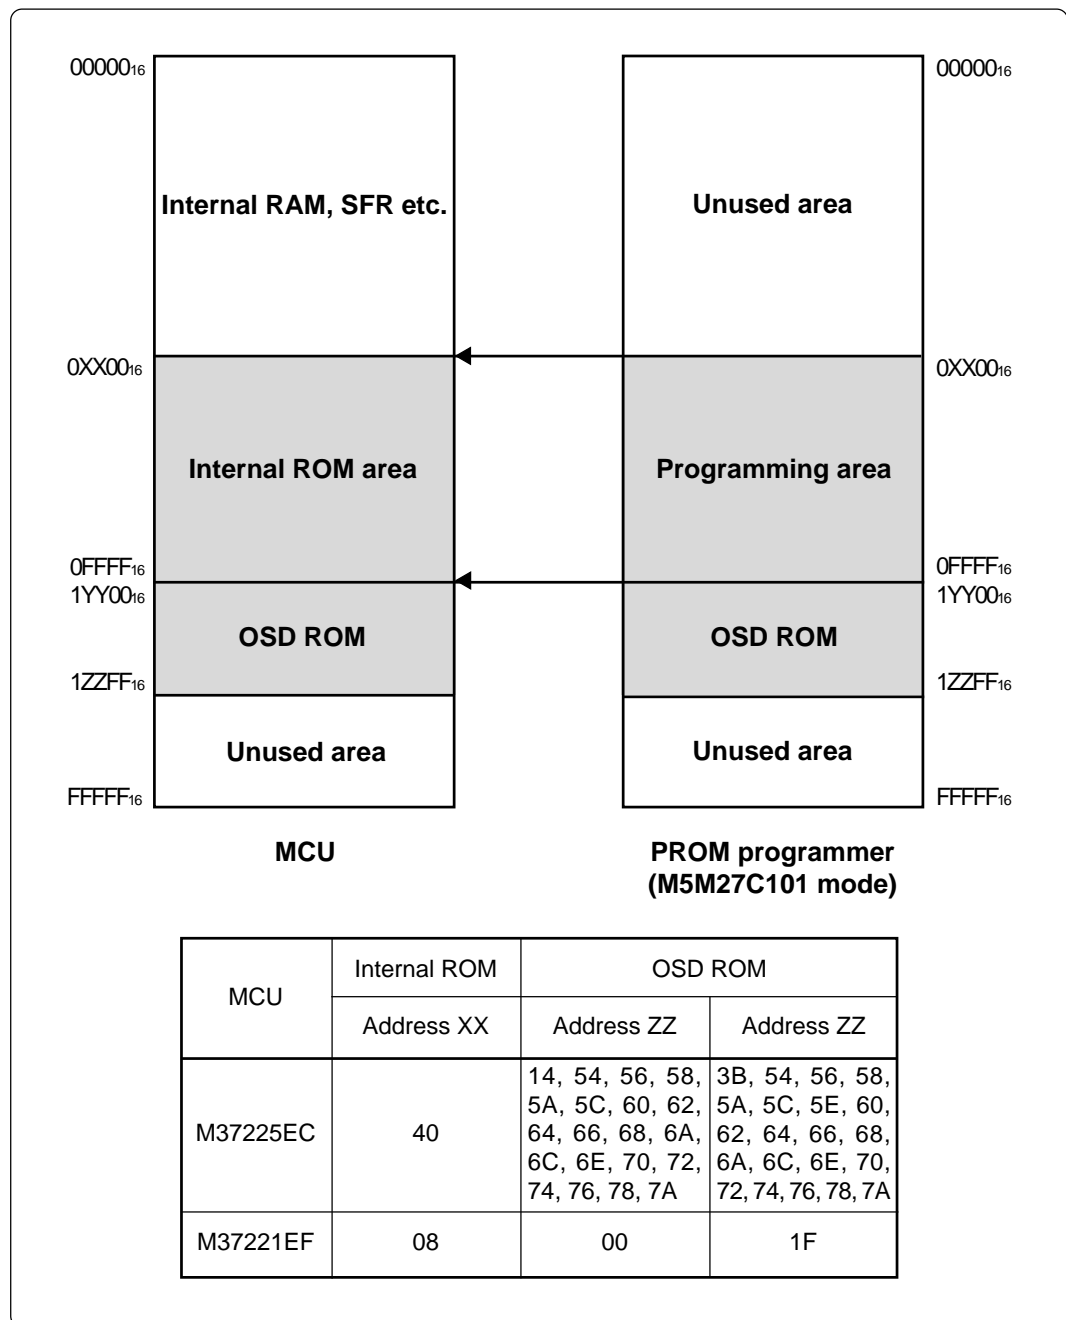 00000₁₆
00000₁₆
Internal RAM, SFR etc.
Unused area
0XX00₁₆
0XX00₁₆
Internal ROM area
Programming area
0FFFF₁₆
0FFFF₁₆
1YY00₁₆
1YY00₁₆
OSD ROM
OSD ROM
1ZZFF₁₆
1ZZFF₁₆
Unused area
Unused area
FFFFF₁₆
FFFFF₁₆
MCU
PROM programmer
(M5M27C101 mode)
MCU
Internal ROM
OSD ROM
Address XX
Address ZZ
Address ZZ
M37225EC
40
14, 54, 56, 58,
5A, 5C, 60, 62,
64, 66, 68, 6A,
6C, 6E, 70, 72,
74, 76, 78, 7A
3B, 54, 56, 58,
5A, 5C, 5E, 60,
62, 64, 66, 68,
6A, 6C, 6E, 70,
72, 74, 76, 78, 7A
M37221EF
08
00
1F